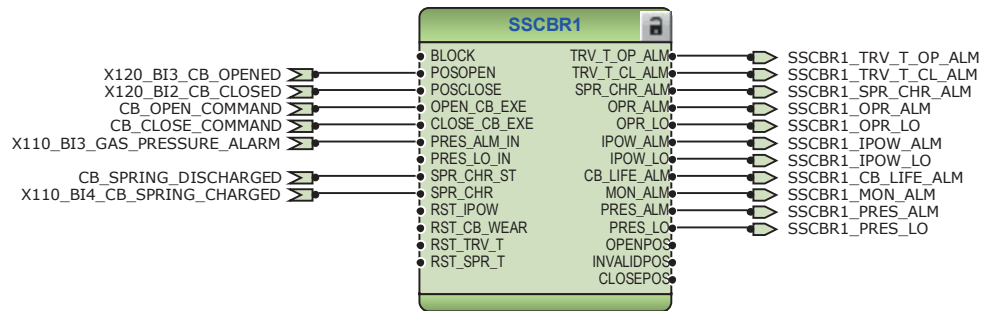 SSCBR1
BLOCK TRV_T_OP_ALM SSCBR1_TRV_T_OP_ALM
X120_BI3_CB_OPENED POSOPEN TRV_T_CL_ALM SSCBR1_TRV_T_CL_ALM
X120_BI2_CB_CLOSED POSCLOSE SPR_CHR_ALM SSCBR1_SPR_CHR_ALM
CB_OPEN_COMMAND OPEN_CB_EXE OPR_ALM SSCBR1_OPR_ALM
CB_CLOSE_COMMAND CLOSE_CB_EXE OPR_LO SSCBR1_OPR_LO
X110_BI3_GAS_PRESSURE_ALARM PRES_ALM_IN IPOW_ALM SSCBR1_IPOW_ALM
PRES_LO_IN IPOW_LO SSCBR1_IPOW_LO
CB_SPRING_DISCHARGED SPR_CHR_ST CB_LIFE_ALM SSCBR1_CB_LIFE_ALM
X110_BI4_CB_SPRING_CHARGED SPR_CHR MON_ALM SSCBR1_MON_ALM
RST_IPOW PRES_ALM SSCBR1_PRES_ALM
RST_CB_WEAR PRES_LO SSCBR1_PRES_LO
RST_TRV_T OPENPOS
RST_SPR_T INVALIDPOS
CLOSEPOS